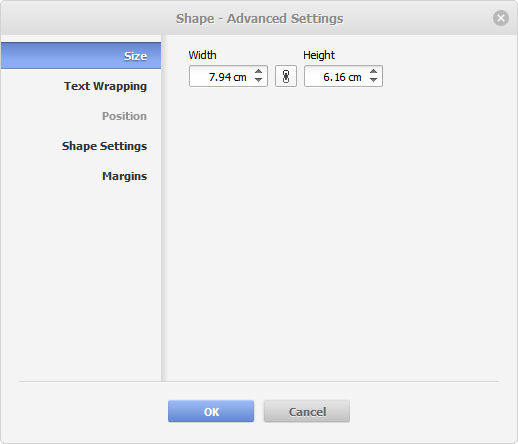 Shape - Advanced Settings
Size
Text Wrapping
Position
Shape Settings
Margins
Width Height
7.94 cm 6.16 cm
OK Cancel